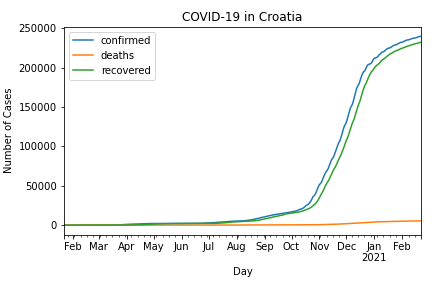 COVID-19 in Croatia
250000
200000
150000
100000
50000
0
Number of Cases
confirmed
deaths
recovered
Feb Mar Apr May Jun Jul Aug Sep Oct Nov Dec Jan Feb
2021
Day